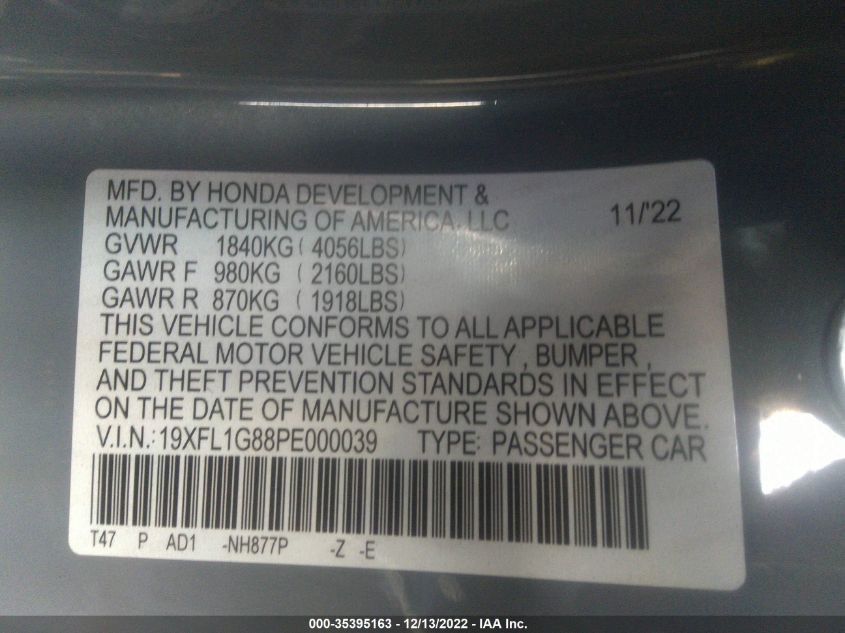 MFD. BY HONDA DEVELOPMENT &
MANUFACTURING OF AMERICA, LLC 11/'22
GVWR 1840KG ( 4056LBS)
GAWR F 980KG ( 2160LBS)
GAWR R 870KG ( 1918LBS)
THIS VEHICLE CONFORMS TO ALL APPLICABLE
FEDERAL MOTOR VEHICLE SAFETY , BUMPER ,
AND THEFT PREVENTION STANDARDS IN EFFECT
ON THE DATE OF MANUFACTURE SHOWN ABOVE.
V.I.N.:19XFL1G88PE000039 TYPE: PASSENGER CAR
T47 P AD1 -NH877P -Z -E
000-35395163 - 12/13/2022 - IAA Inc.